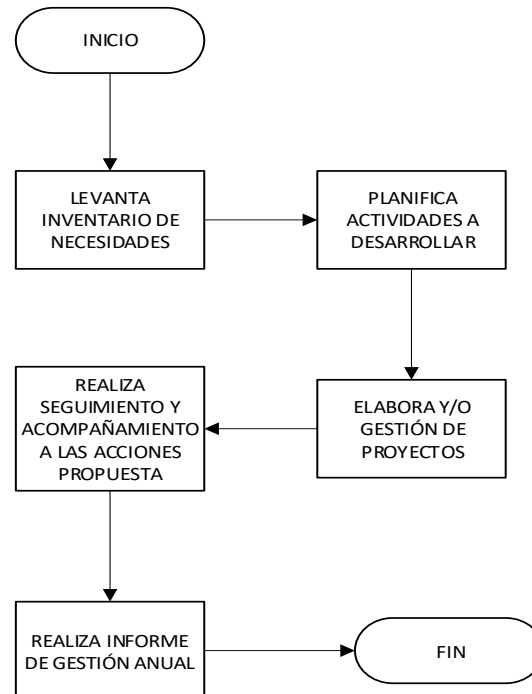 INICIO
LEVANTA
INVENTARIO DE
NECESIDADES
PLANIFICA
ACTIVIDADES A
DESARROLLAR
ELABORA Y/O
GESTIÓN DE
PROYECTOS
REALIZA
SEGUIMIENTO Y
ACOMPAÑAMIENTO
A LAS ACCIONES
PROPUESTA
REALIZA INFORME
DE GESTIÓN ANUAL
FIN